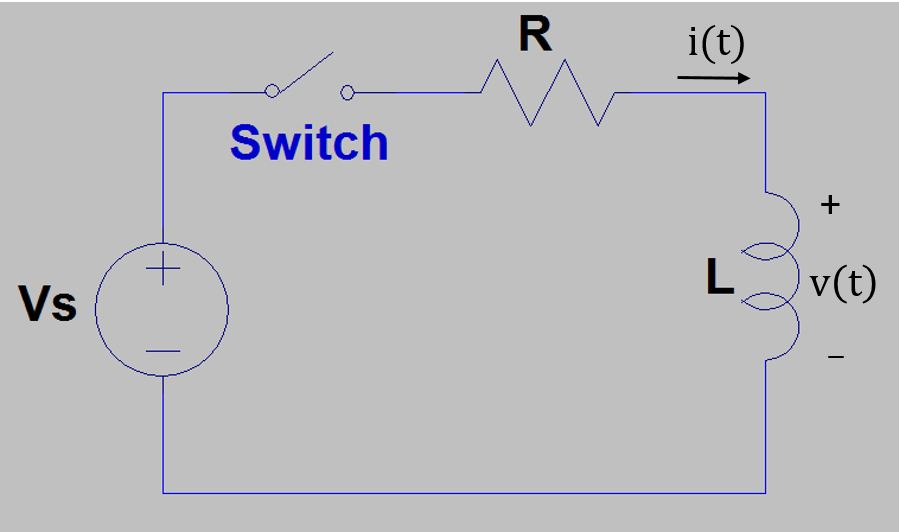 R
i(t)
Switch
+
Vs
L
v(t)
–